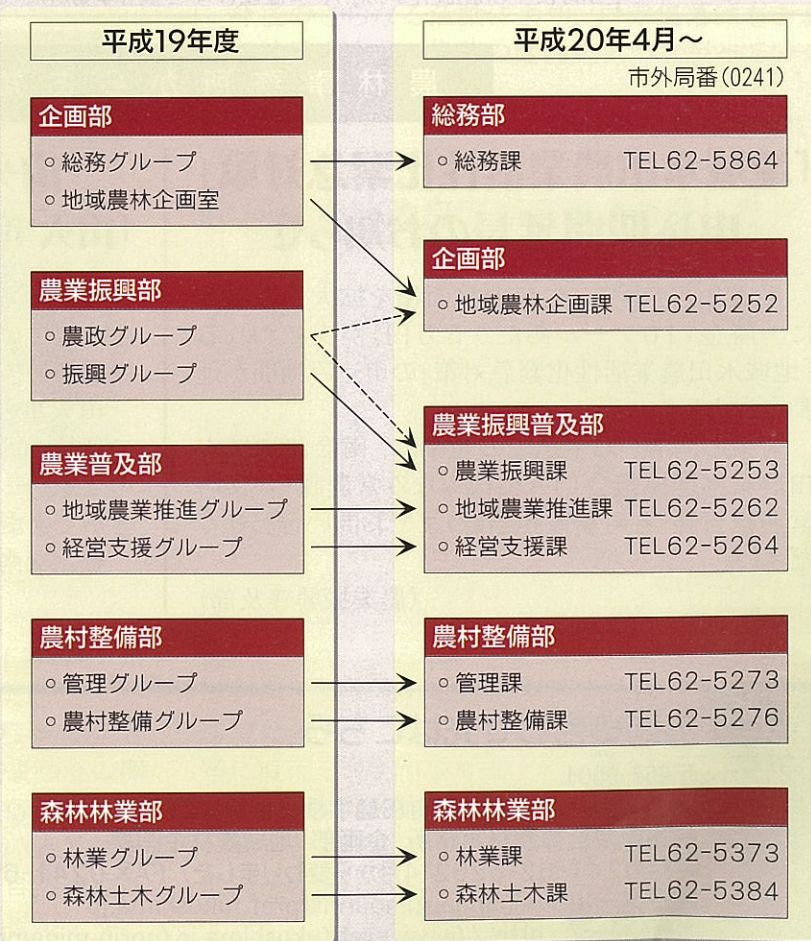 平成19年度
企画部
○総務グループ
○地域農林企画室
農業振興部
○農政グループ
○振興グループ
農業普及部
○地域農業推進グループ
○経営支援グループ
農村整備部
○管理グループ
○農村整備グループ
森林林業部
○林業グループ
○森林土木グループ
平成20年4月～
市外局番(0241)
総務部
○総務課 TEL62-5864
企画部
○地域農林企画課 TEL62-5252
農業振興普及部
○農業振興課 TEL62-5253
○地域農業推進課 TEL62-5262
○経営支援課 TEL62-5264
農村整備部
○管理課 TEL62-5273
○農村整備課 TEL62-5276
森林林業部
○林業課 TEL62-5373
○森林土木課 TEL62-5384